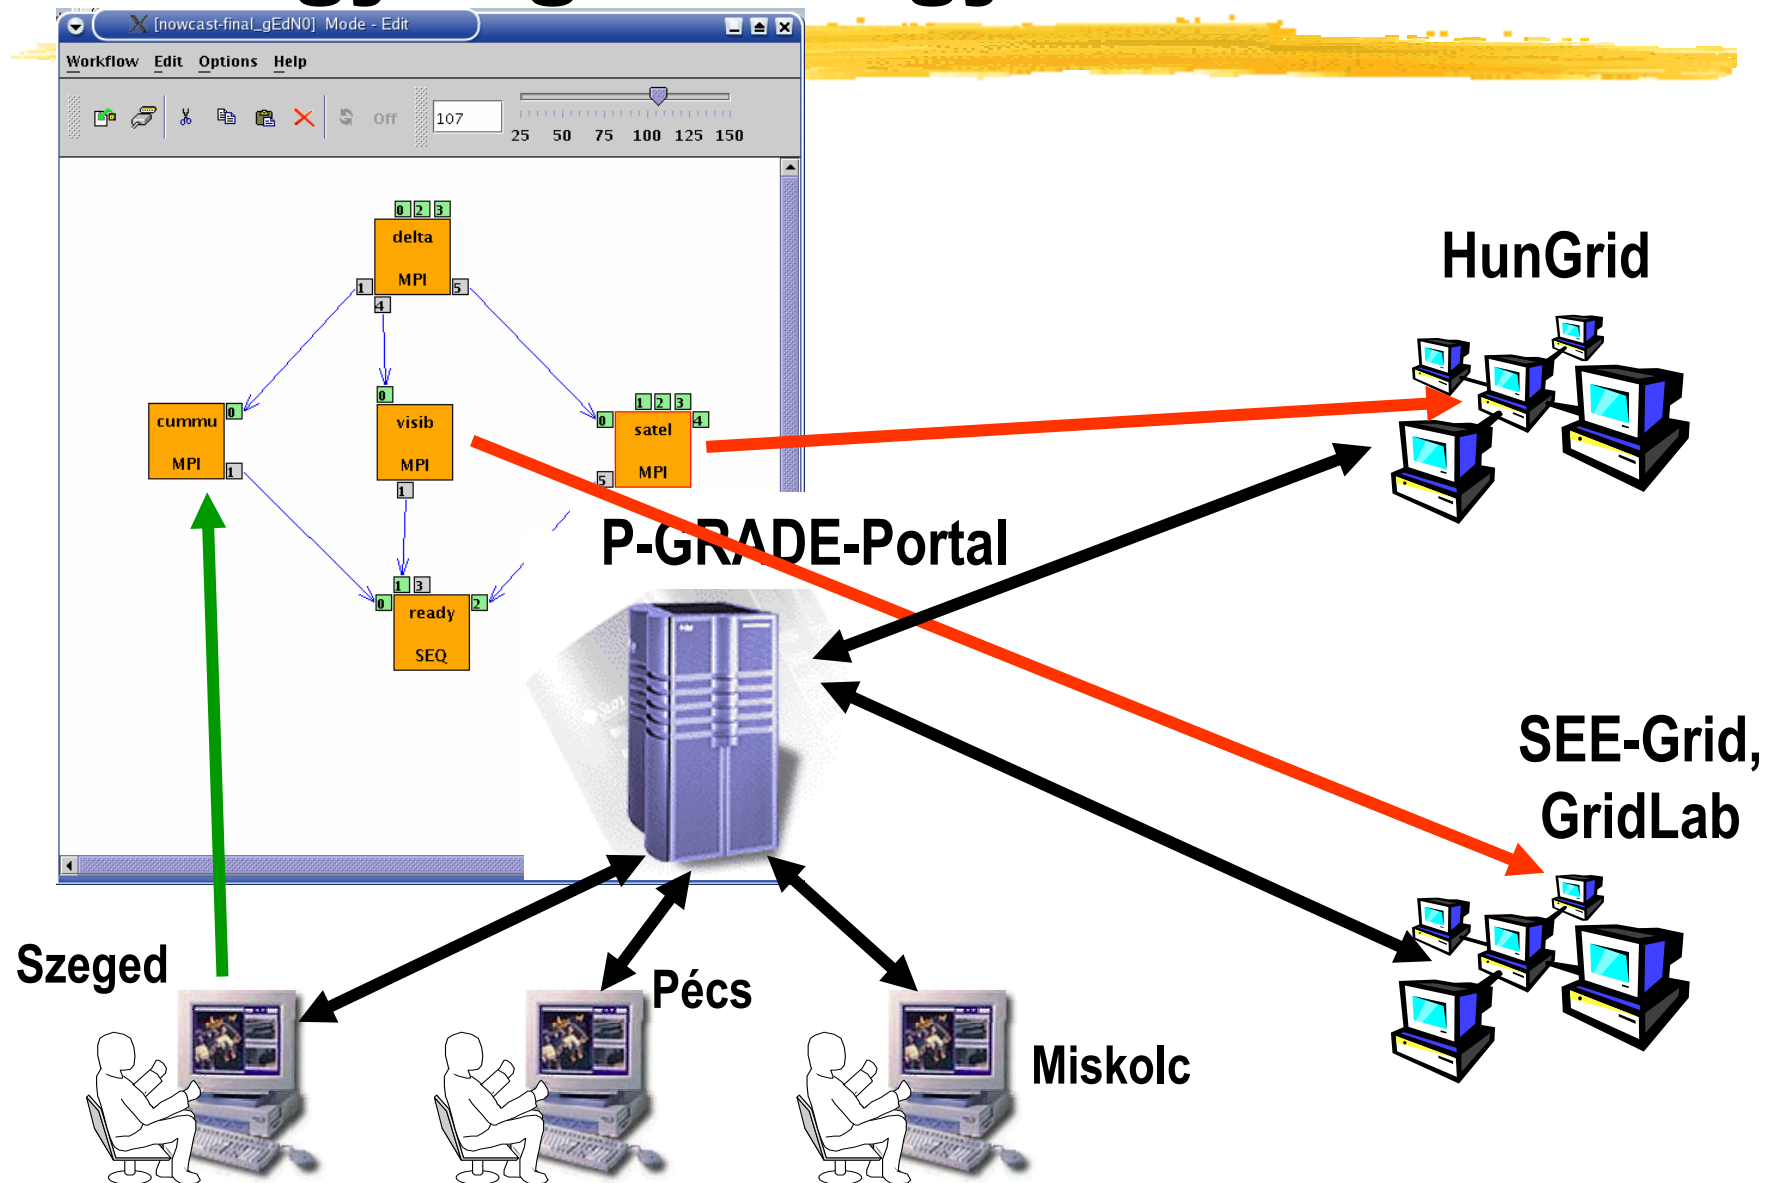 [nowcast-final_gEdN0] Mode - Edit
Workflow Edit Options Help
Off 107
25 50 75 100 125 150
0 2 3
delta
MPI
1 5
4
0
cummu
MPI
1
0
visib
MPI
1
1 2 3
0 4
satel
MPI
5
1 3
0 2
ready
SEQ
P-GRADE-Portal
HunGrid
SEE-Grid,
GridLab
Szeged
Pécs
Miskolc